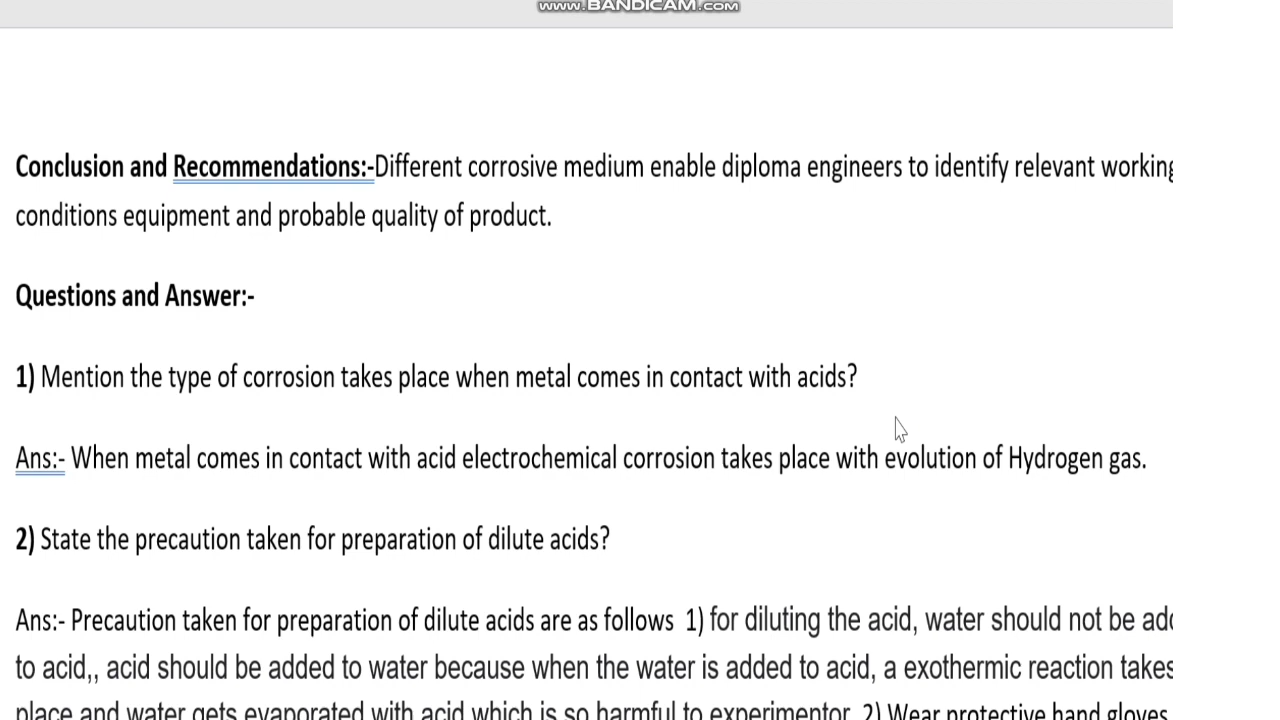 WWW.BANDICAM.COM
Conclusion and Recommendations:-Different corrosive medium enable diploma engineers to identify relevant working
conditions equipment and probable quality of product.
Questions and Answer:-
1) Mention the type of corrosion takes place when metal comes in contact with acids?
Ans:- When metal comes in contact with acid electrochemical corrosion takes place with evolution of Hydrogen gas.
2) State the precaution taken for preparation of dilute acids?
Ans:- Precaution taken for preparation of dilute acids are as follows 1) for diluting the acid, water should not be
to acid,, acid should be added to water because when the water is added to acid, a exothermic reaction takes
place and water gets evaporated with acid which is so harmful to experimentor 2) Wear protective hand gloves